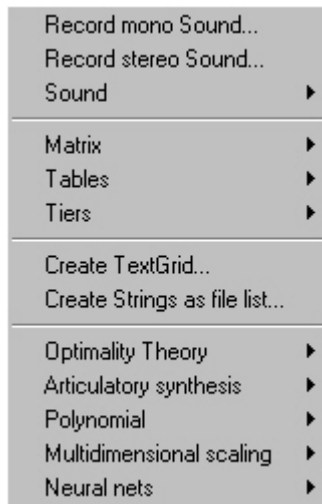 Record mono Sound...
Record stereo Sound...
Sound
Matrix
Tables
Tiers
Create TextGrid...
Create Strings as file list...
Optimality Theory
Articulatory synthesis
Polynomial
Multidimensional scaling
Neural nets